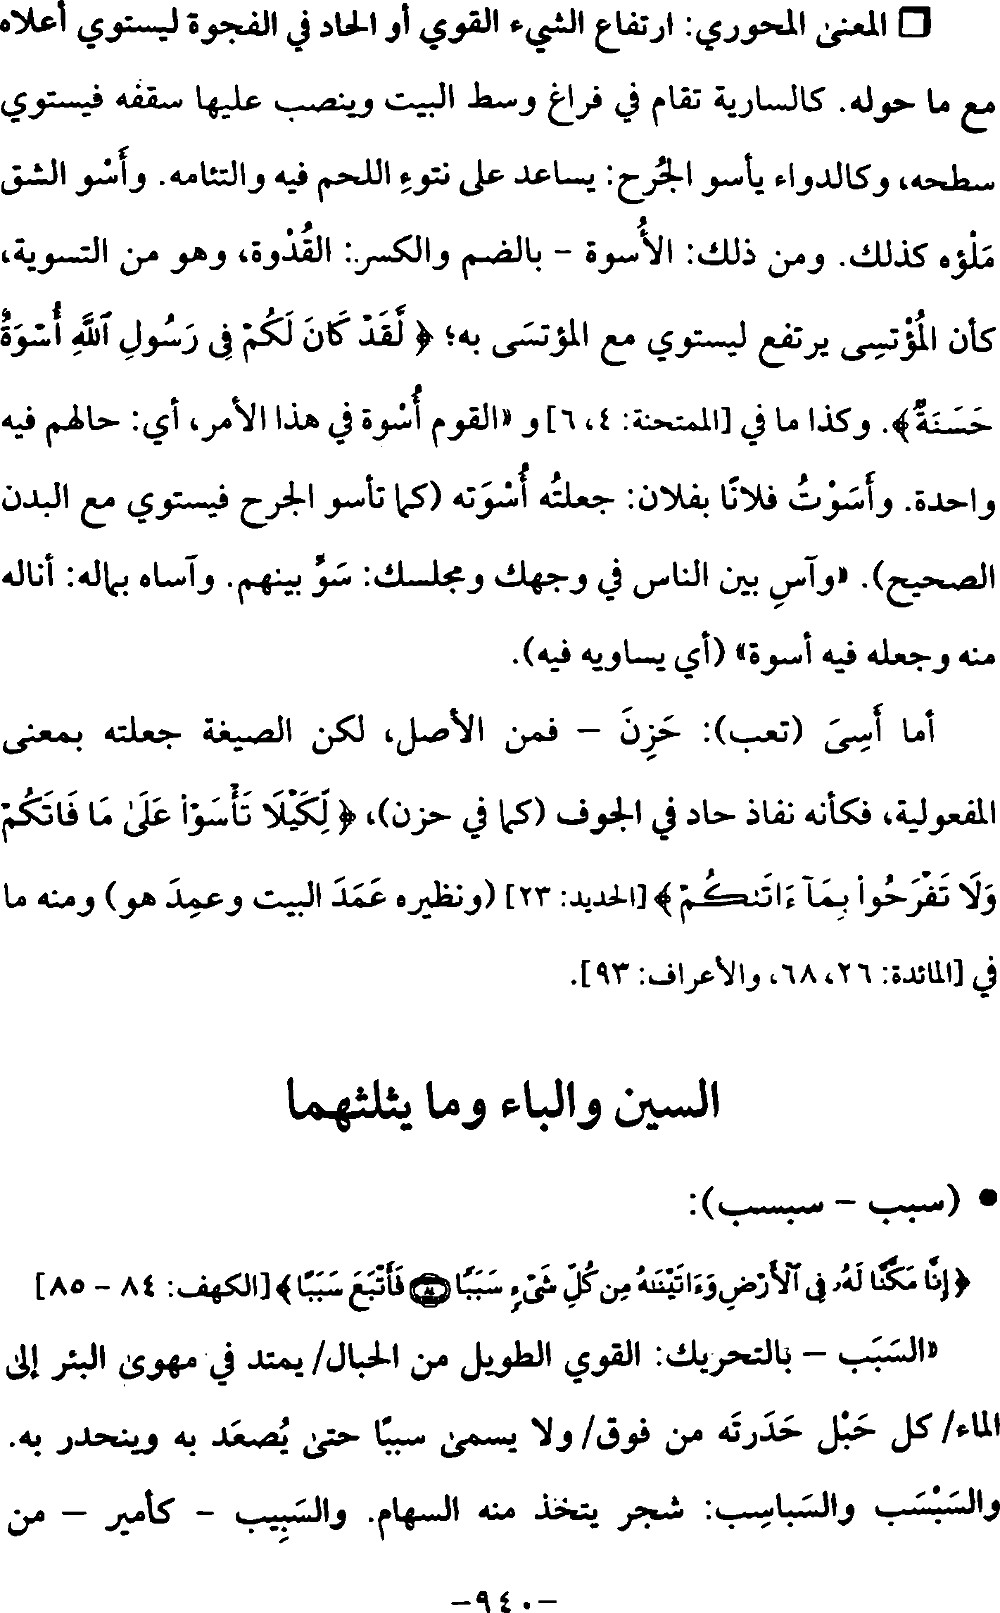 □ المعنىٰ المحوري: ارتفاع الشيء القوي أو الحاد في الفجوة ليستوي أعلاه
مع ما حوله. كالسارية تقام في فراغ وسط البيت وينصب عليها سقفه فيستوي
سطحه، وكالدواء يأسو الجُرح: يساعد على نتوءِ اللحم فيه والتئامه. وأَسْو الشق
مَلْؤه كذلك. ومن ذلك: الأُسوة – بالضم والكسر: القُدْوة، وهو من التسوية،
كأن المُؤْتسِى يرتفع ليستوي مع المؤتسَى به؛ ﴿ لَّقَدْ كَانَ لَكُمْ فِى رَسُولِ ٱللَّهِ أُسْوَةٌ
حَسَنَةٌ ﴾. وكذا ما في [الممتحنة: ٤، ٦] و «القوم أُسْوة في هذا الأمر، أي: حالهم فيه
واحدة. وأَسَوْتُ فلانًا بفلان: جعلتُه أُسْوَته (كما تأسو الجرح فيستوي مع البدن
الصحيح). «وآسِ بين الناس في وجهك ومجلسك: سَوِّ بينهم. وآساه بماله: أناله
منه وجعله فيه أسوة» (أي يساويه فيه).
أما أَسِىَ (تعب): حَزِنَ – فمن الأصل، لكن الصيغة جعلته بمعنى
المفعولية، فكأنه نفاذ حاد في الجوف (كما في حزن)، ﴿ لِّكَيْلَا تَأْسَوْا۟ عَلَىٰ مَا فَاتَكُمْ
وَلَا تَفْرَحُوا۟ بِمَآ ءَاتَىٰكُمْ ﴾ [الحديد: ٢٣] (ونظيره عَمَدَ البيت وعمِدَ هو) ومنه ما
في [المائدة: ٢٦، ٦٨، والأعراف: ٩٣].
السين والباء وما يثلثهما
• (سبب – سبسب):
﴿ إِنَّا مَكَّنَّا لَهُۥ فِى ٱلْأَرْضِ وَءَاتَيْنَٰهُ مِن كُلِّ شَىْءٍ سَبَبًا ۝٨٤ فَأَتْبَعَ سَبَبًا ﴾ [الكهف: ٨٤ – ٨٥]
«السَبَب – بالتحريك: القوي الطويل من الحبال/ يمتد في مهوىٰ البئر إلىٰ
الماء/ كل حَبْل حَدَرتَه من فوق/ ولا يسمىٰ سببًا حتىٰ يُصعَد به وينحدر به.
والسَبْسَب والسَباسِب: شجر يتخذ منه السهام. والسَبِيب – كأمير – من
–٩٤٠–